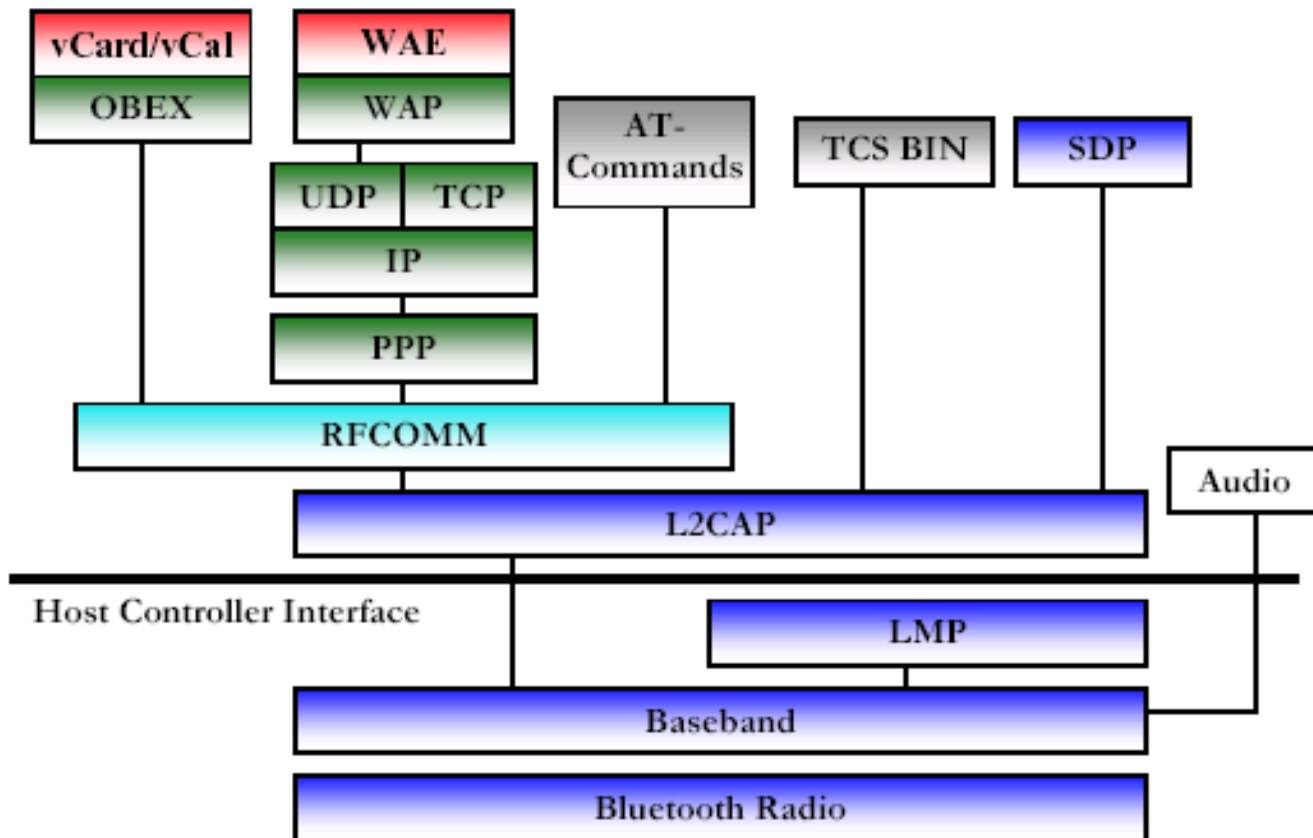 vCard/vCal
WAE
OBEX
WAP
AT-
Commands
TCS BIN
SDP
UDP
TCP
IP
PPP
RFCOMM
Audio
L2CAP
Host Controller Interface
LMP
Baseband
Bluetooth Radio